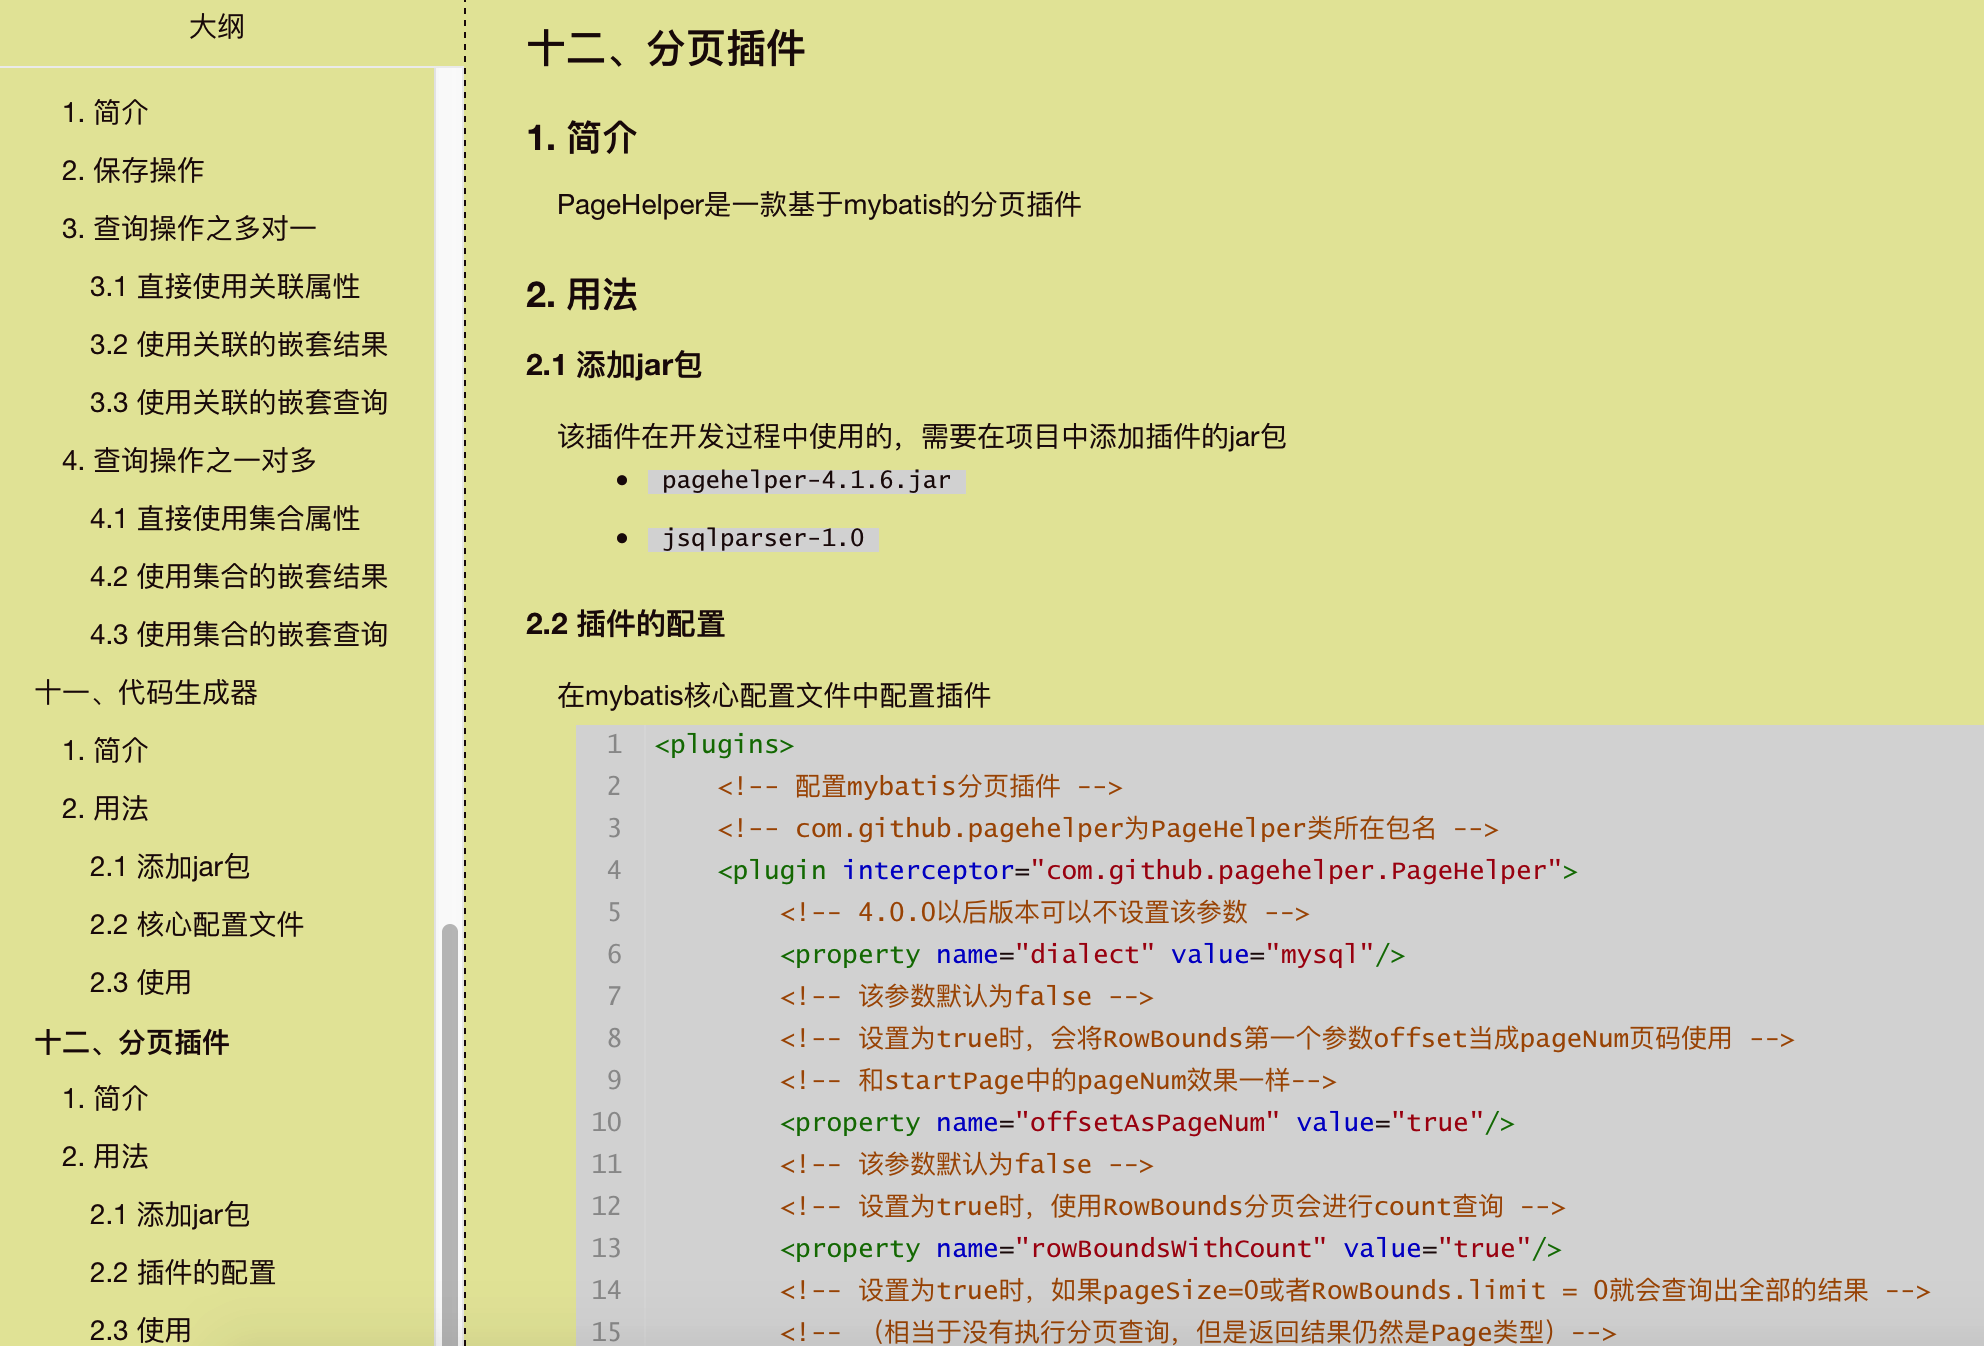 大纲
1. 简介
2. 保存操作
3. 查询操作之多对一
3.1 直接使用关联属性
3.2 使用关联的嵌套结果
3.3 使用关联的嵌套查询
4. 查询操作之一对多
4.1 直接使用集合属性
4.2 使用集合的嵌套结果
4.3 使用集合的嵌套查询
十一、代码生成器
1. 简介
2. 用法
2.1 添加jar包
2.2 核心配置文件
2.3 使用
十二、分页插件
1. 简介
2. 用法
2.1 添加jar包
2.2 插件的配置
2.3 使用
十二、分页插件
1. 简介
PageHelper是一款基于mybatis的分页插件
2. 用法
2.1 添加jar包
该插件在开发过程中使用的，需要在项目中添加插件的jar包
• pagehelper-4.1.6.jar
• jsqlparser-1.0
2.2 插件的配置
在mybatis核心配置文件中配置插件
1 <plugins>
2 <!-- 配置mybatis分页插件 -->
3 <!-- com.github.pagehelper为PageHelper类所在包名 -->
4 <plugin interceptor="com.github.pagehelper.PageHelper">
5 <!-- 4.0.0以后版本可以不设置该参数 -->
6 <property name="dialect" value="mysql"/>
7 <!-- 该参数默认为false -->
8 <!-- 设置为true时，会将RowBounds第一个参数offset当成pageNum页码使用 -->
9 <!-- 和startPage中的pageNum效果一样-->
10 <property name="offsetAsPageNum" value="true"/>
11 <!-- 该参数默认为false -->
12 <!-- 设置为true时，使用RowBounds分页会进行count查询 -->
13 <property name="rowBoundsWithCount" value="true"/>
14 <!-- 设置为true时，如果pageSize=0或者RowBounds.limit = 0就会查询出全部的结果 -->
15 <!-- （相当于没有执行分页查询，但是返回结果仍然是Page类型）-->